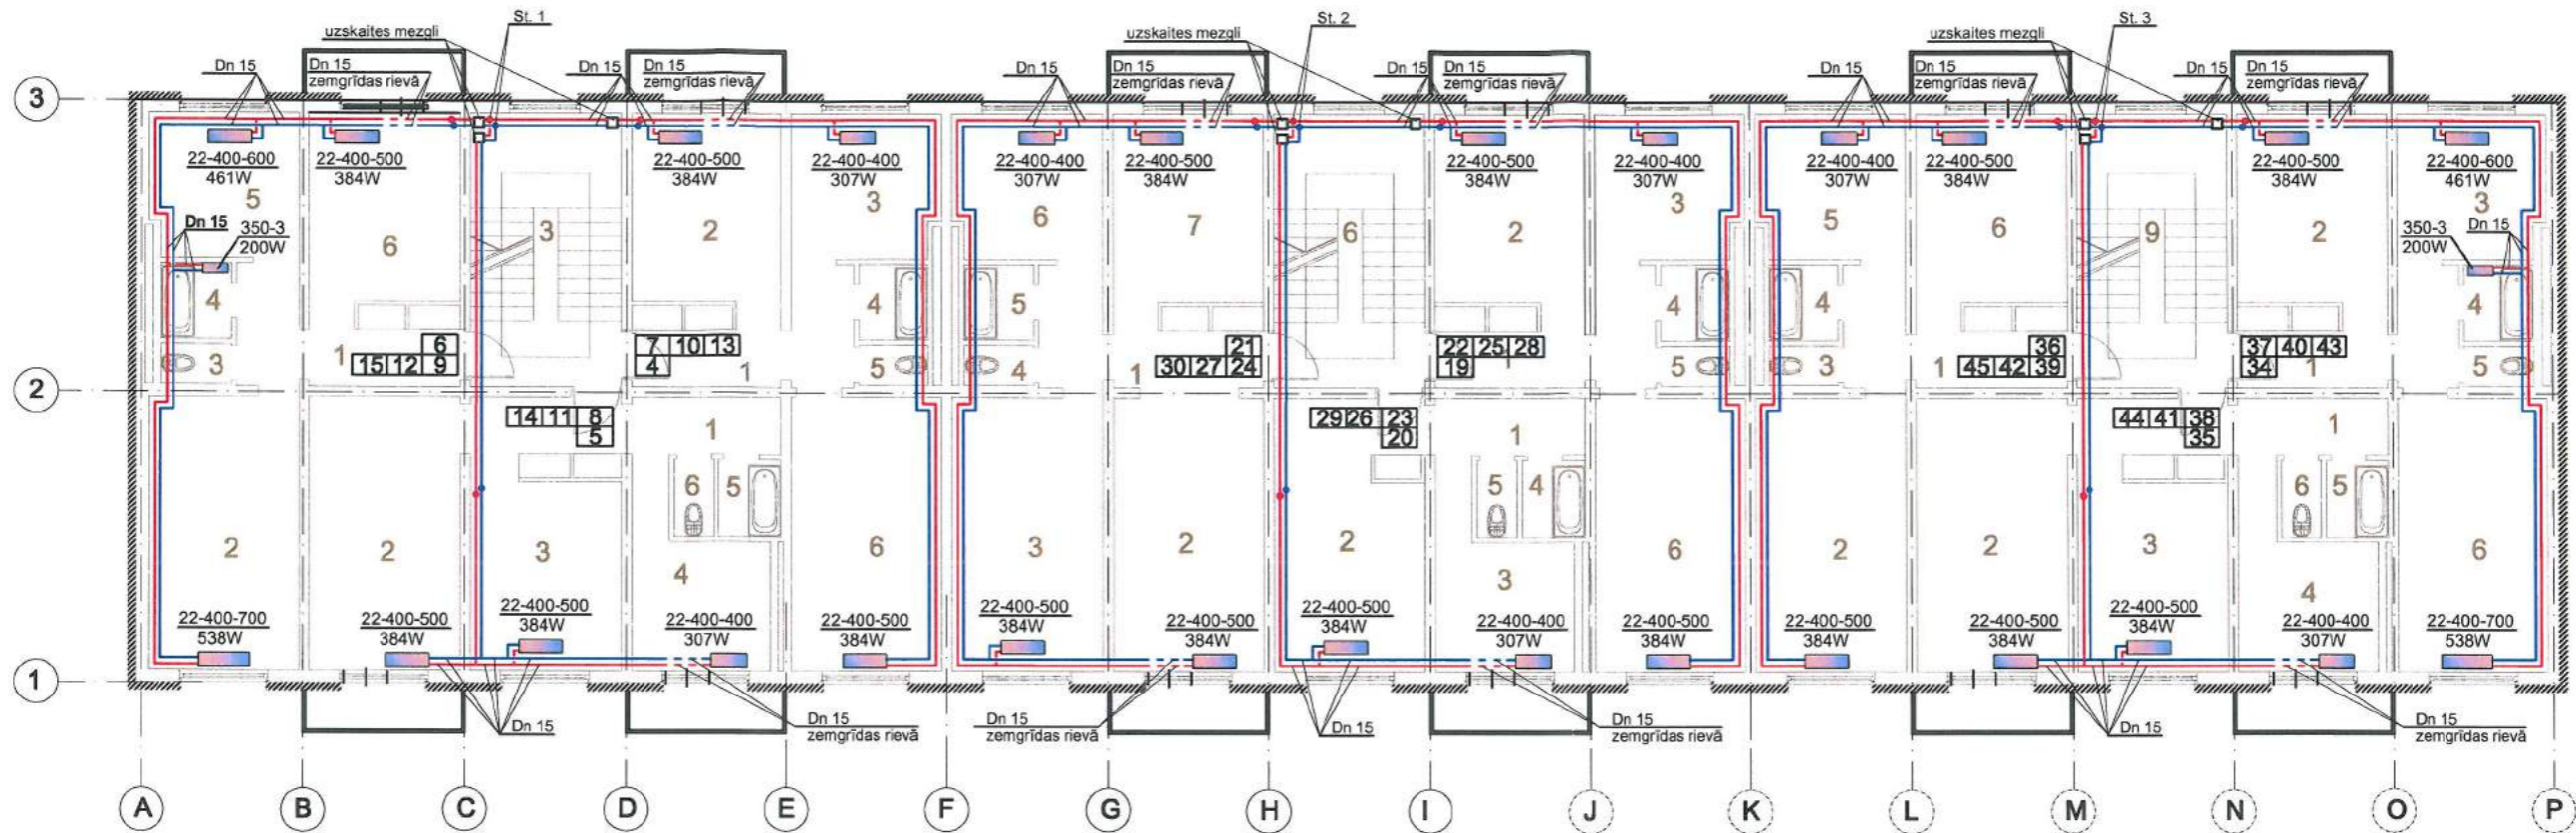 St. 1
St. 2
St. 3
uzskaites mezgli
uzskaites mezgli
uzskaites mezgli
Dn 15
Dn 15
zemgrīdas rievā
Dn 15
Dn 15
zemgrīdas rievā
Dn 15
Dn 15
zemgrīdas rievā
Dn 15
Dn 15
zemgrīdas rievā
Dn 15
Dn 15
zemgrīdas rievā
Dn 15
Dn 15
zemgrīdas rievā
3
22-400-600
461W
22-400-500
384W
22-400-500
384W
22-400-400
307W
22-400-400
307W
22-400-500
384W
22-400-500
384W
22-400-400
307W
22-400-400
307W
22-400-500
384W
22-400-500
384W
22-400-600
461W
5
6
3
2
3
6
7
6
2
3
5
6
9
2
3
Dn 15
350-3
200W
350-3
200W
Dn 15
4
4
5
4
4
4
3
1
5
4
1
5
3
1
1
5
6
15 12 9
7 10 13
4
1
21
30 27 24
22 25 28
19
36
45 42 39
37 40 43
34
2
14 11 8
5
29 26 23
20
44 41 38
35
1
1
1
6 5
5 4
6 5
2
2
3
4
6
3
2
2
3
6
2
2
3
4
6
22-400-700
538W
22-400-500
384W
22-400-500
384W
22-400-400
307W
22-400-500
384W
22-400-500
384W
22-400-500
384W
22-400-500
384W
22-400-400
307W
22-400-500
384W
22-400-500
384W
22-400-500
384W
22-400-500
384W
22-400-400
307W
22-400-700
538W
1
Dn 15
Dn 15
zemgrīdas rievā
Dn 15
zemgrīdas rievā
Dn 15
Dn 15
zemgrīdas rievā
Dn 15
Dn 15
zemgrīdas rievā
A B C D E F G H I J K L M N O P